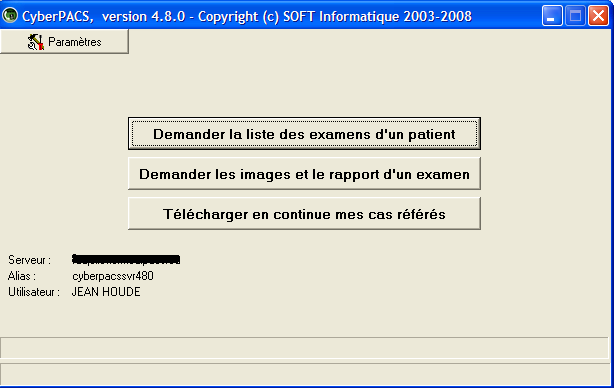 CyberPACS, version 4.8.0 - Copyright (c) SOFT Informatique 2003-2008
Paramètres
Demander la liste des examens d'un patient
Demander les images et le rapport d'un examen
Télécharger en continue mes cas référés
Serveur :
Alias : cyberpacssvr480
Utilisateur : JEAN HOUDE